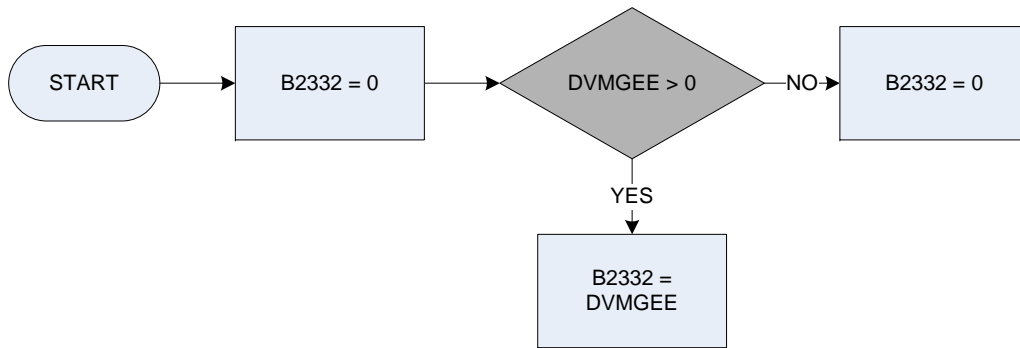 START
B2332 = 0
DVMGEE > 0
NO
B2332 = 0
YES
B2332 =
DVMGEE